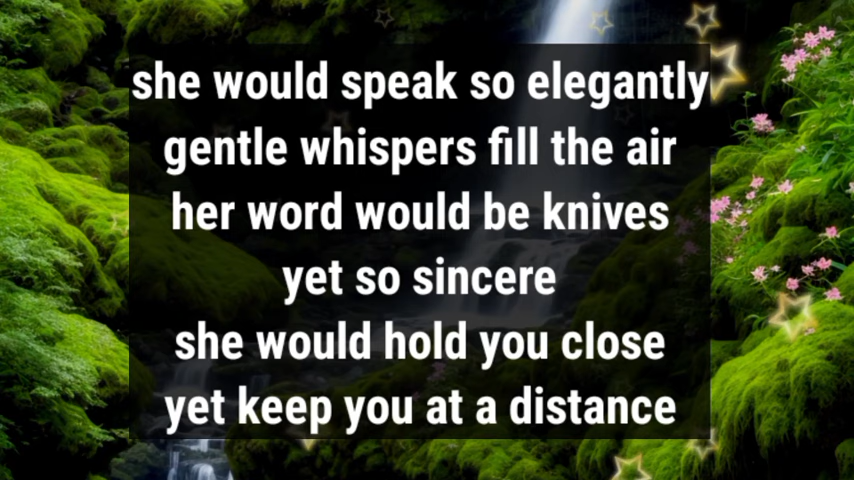 she would speak so elegantly
gentle whispers fill the air
her word would be knives
yet so sincere
she would hold you close
yet keep you at a distance